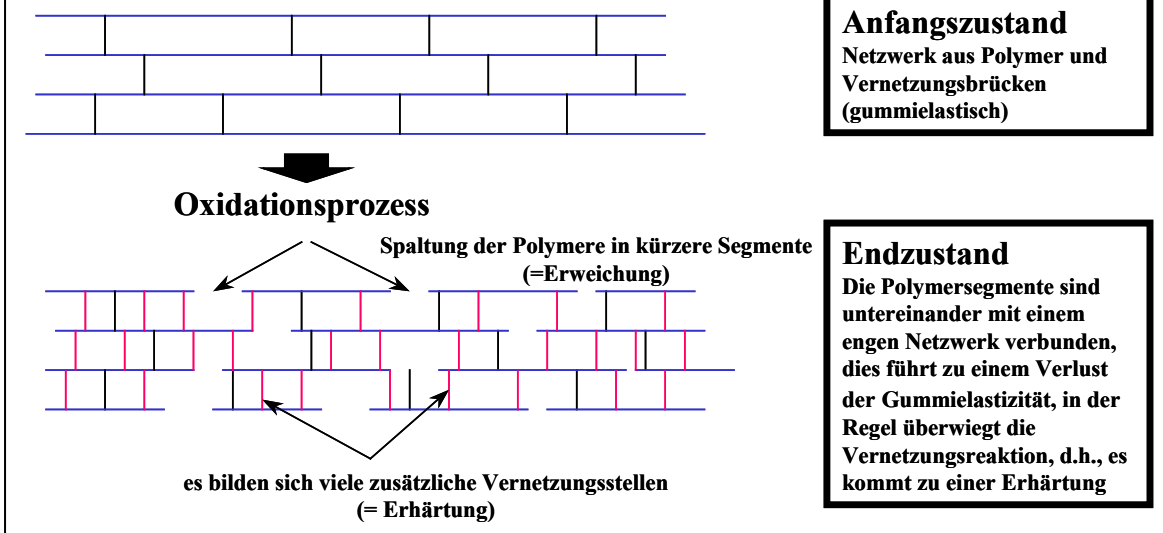 Anfangszustand
Netzwerk aus Polymer und
Vernetzungsbrücken
(gummielastisch)
Oxidationsprozess
Spaltung der Polymere in kürzere Segmente
(=Erweichung)
Endzustand
Die Polymersegmente sind
untereinander mit einem
engen Netzwerk verbunden,
dies führt zu einem Verlust
der Gummielastizität, in der
Regel überwiegt die
Vernetzungsreaktion, d.h., es
kommt zu einer Erhärtung
es bilden sich viele zusätzliche Vernetzungsstellen
(= Erhärtung)